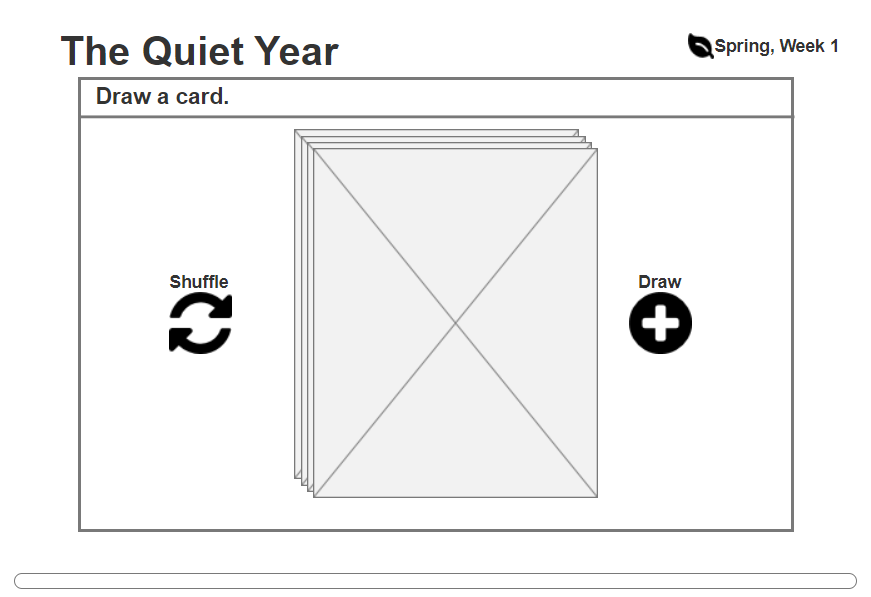 The Quiet Year
Spring, Week 1
Draw a card.
Shuffle
Draw